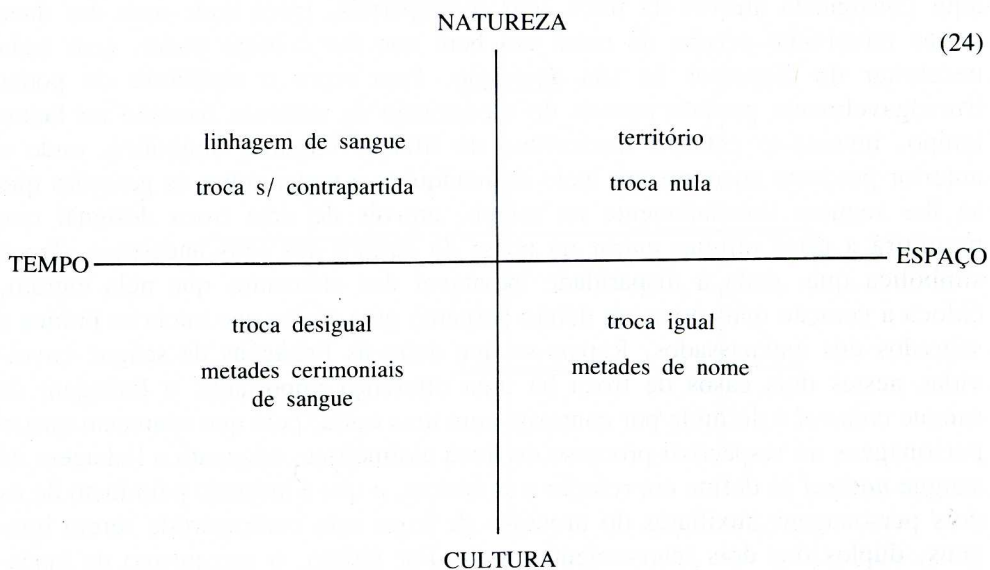 NATUREZA
(24)
linhagem de sangue
território
troca s/ contrapartida
troca nula
TEMPO
ESPAÇO
troca desigual
troca igual
metades cerimoniais
metades de nome
de sangue
CULTURA